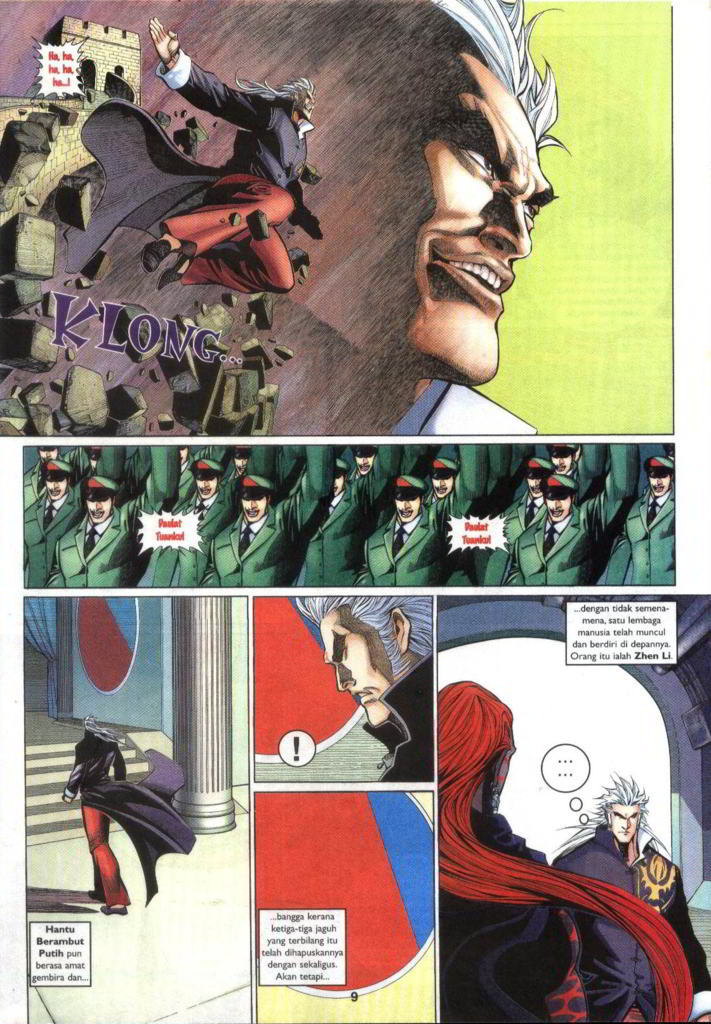 Ha, ha,
ha, ha,
ha...!
KLONG...
Daulat
Tuanku!
Daulat
Tuanku!
Hantu
Berambut
Putih pun
berasa amat
gembira dan...
!
...bangga kerana
ketiga-tiga jaguh
yang terbilang itu
telah dihapuskannya
dengan sekaligus.
Akan tetapi...
...dengan tidak semena-
mena, satu lembaga
manusia telah muncul
dan berdiri di depannya.
Orang itu ialah Zhen Li.
...
...
9